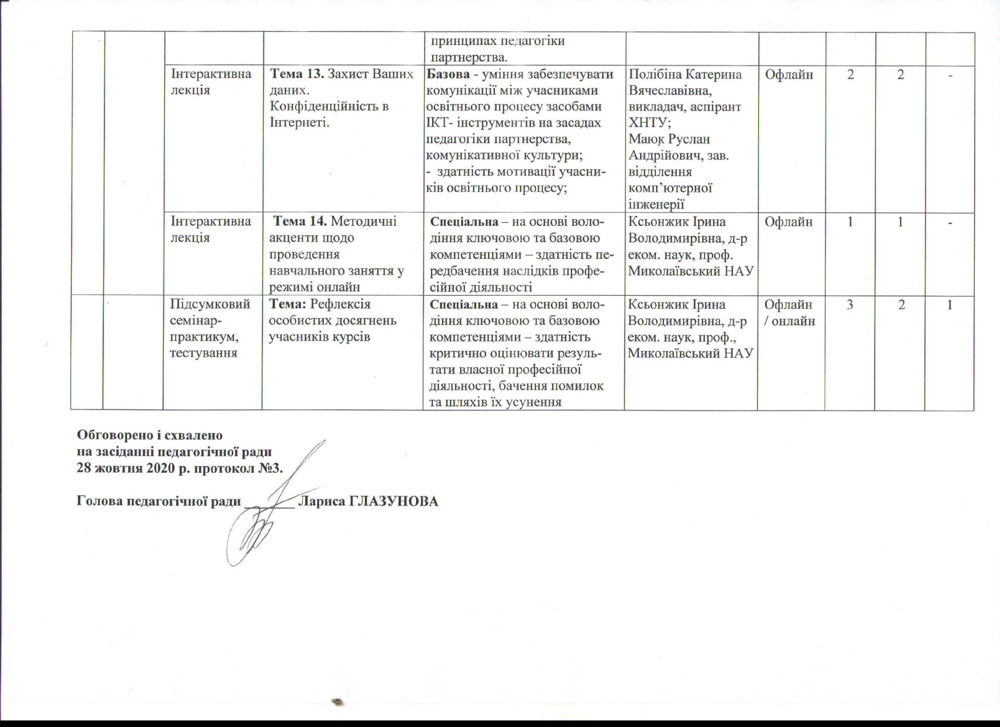 принципах педагогіки
партнерства.
Інтерактивна
лекція
Тема 13. Захист Ваших
даних.
Конфіденційність в
Інтернеті.
Базова - уміння забезпечувати
комунікації між учасниками
освітнього процесу засобами
ІКТ- інструментів на засадах
педагогіки партнерства,
комунікативної культури;
- здатність мотивації учасни-
ків освітнього процесу;
Полібіна Катерина
Вячеславівна,
викладач, аспірант
ХНТУ;
Маюк Руслан
Андрійович, зав.
відділення
комп’ютерної
інженерії
Офлайн
2
2
-
Інтерактивна
лекція
Тема 14. Методичні
акценти щодо
проведення
навчального заняття у
режимі онлайн
Спеціальна – на основі воло-
діння ключовою та базовою
компетенціями – здатність пе-
редбачення наслідків профе-
сійної діяльності
Ксьонжик Ірина
Володимирівна, д-р
еком. наук, проф.
Миколаївський НАУ
Офлайн
1
1
-
Підсумковий
семінар-
практикум,
тестування
Тема: Рефлексія
особистих досягнень
учасників курсів
Спеціальна – на основі воло-
діння ключовою та базовою
компетенціями – здатність
критично оцінювати резуль-
тати власної професійної
діяльності, бачення помилок
та шляхів їх усунення
Ксьонжик Ірина
Володимирівна, д-р
еком. наук, проф.,
Миколаївський НАУ
Офлайн
/ онлайн
3
2
1
Обговорено і схвалено
на засіданні педагогічної ради
28 жовтня 2020 р. протокол №3.
Голова педагогічної ради _______ Лариса ГЛАЗУНОВА